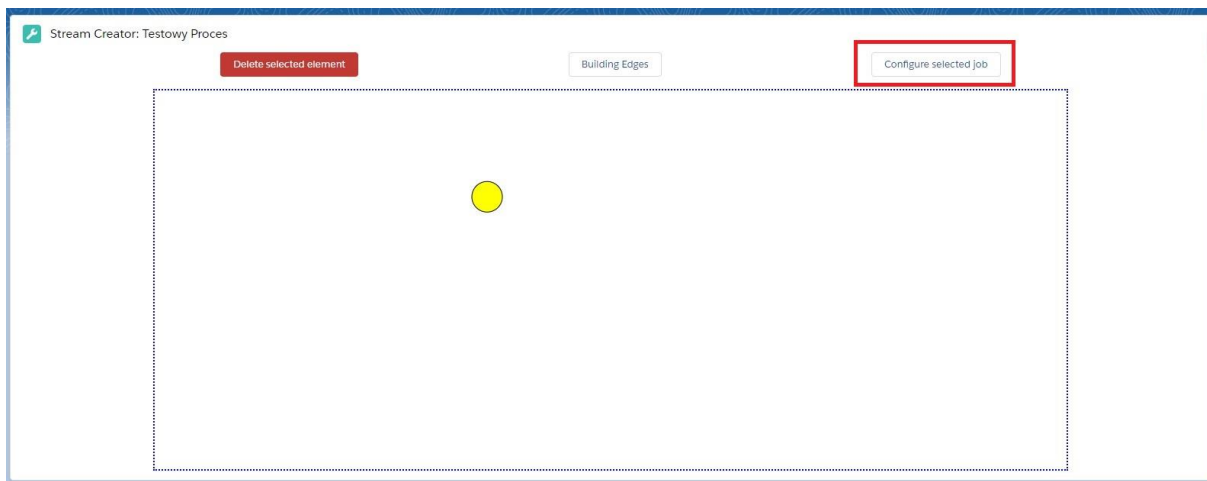 Stream Creator: Testowy Proces
Delete selected element
Building Edges
Configure selected job